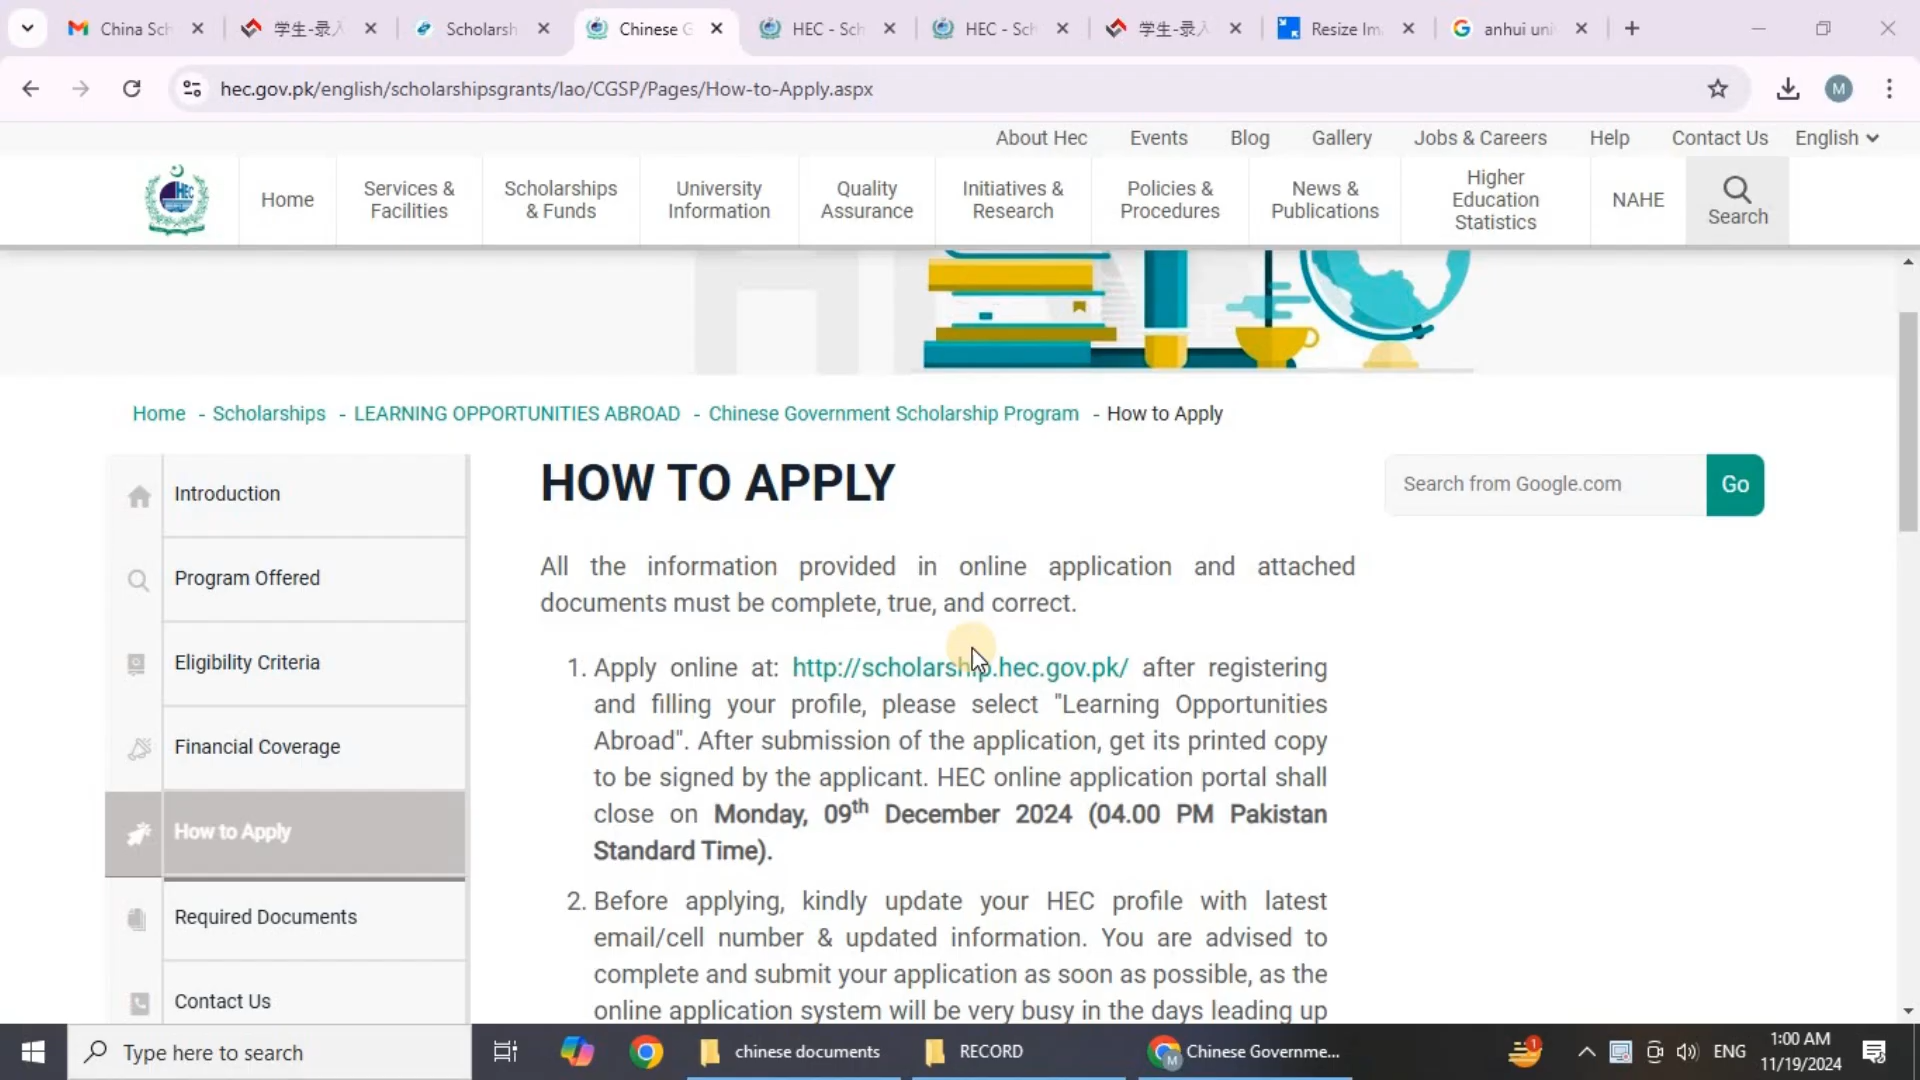 China Sch
学生-录入
Scholarsh
Chinese G
HEC - Sch
HEC - Sch
学生-录入
Resize Im
anhui uni
hec.gov.pk/english/scholarshipsgrants/lao/CGSP/Pages/How-to-Apply.aspx
M
About Hec Events Blog Gallery Jobs & Careers Help Contact Us English
HEC
Home
Services & Facilities
Scholarships & Funds
University Information
Quality Assurance
Initiatives & Research
Policies & Procedures
News & Publications
Higher Education Statistics
NAHE
Search
Home - Scholarships - LEARNING OPPORTUNITIES ABROAD - Chinese Government Scholarship Program - How to Apply
Introduction
Program Offered
Eligibility Criteria
Financial Coverage
How to Apply
Required Documents
Contact Us
HOW TO APPLY
Search from Google.com Go
All the information provided in online application and attached
documents must be complete, true, and correct.
1. Apply online at: http://scholarship.hec.gov.pk/ after registering
and filling your profile, please select "Learning Opportunities
Abroad". After submission of the application, get its printed copy
to be signed by the applicant. HEC online application portal shall
close on Monday, 09th December 2024 (04.00 PM Pakistan
Standard Time).
2. Before applying, kindly update your HEC profile with latest
email/cell number & updated information. You are advised to
complete and submit your application as soon as possible, as the
online application system will be very busy in the days leading up
Type here to search
chinese documents
RECORD
M
Chinese Governme...
1
ENG
1:00 AM
11/19/2024